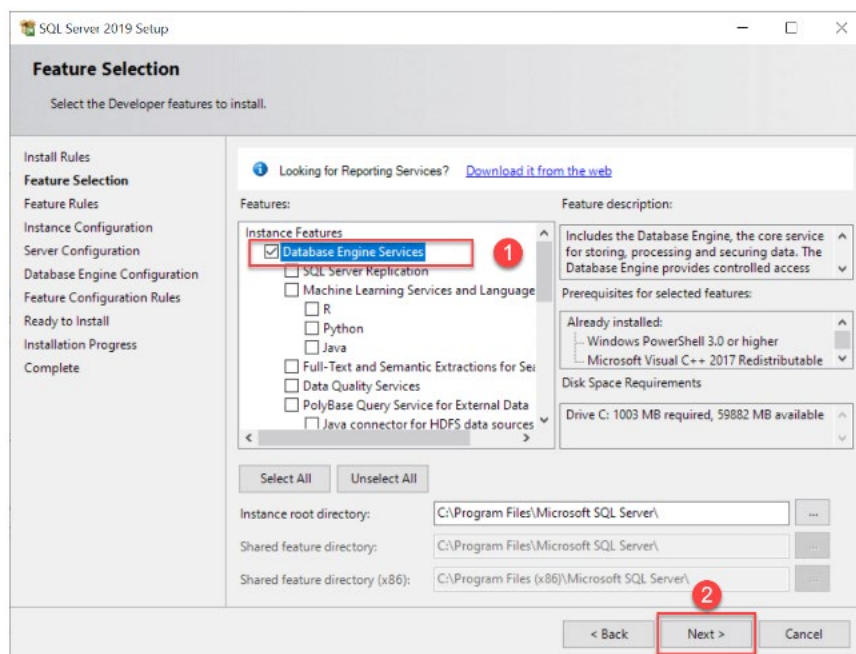 SQL Server 2019 Setup
Feature Selection
Select the Developer features to install.
Install Rules
Feature Selection
Feature Rules
Instance Configuration
Server Configuration
Database Engine Configuration
Feature Configuration Rules
Ready to Install
Installation Progress
Complete
Looking for Reporting Services? Download it from the web
Features:
Instance Features
Database Engine Services
1
SQL Server Replication
Machine Learning Services and Language
R
Python
Java
Full-Text and Semantic Extractions for Sea
Data Quality Services
PolyBase Query Service for External Data
Java connector for HDFS data sources
Feature description:
Includes the Database Engine, the core service
for storing, processing and securing data. The
Database Engine provides controlled access
Prerequisites for selected features:
Already installed:
Windows PowerShell 3.0 or higher
Microsoft Visual C++ 2017 Redistributable
Disk Space Requirements
Drive C: 1003 MB required, 59882 MB available
Select All
Unselect All
Instance root directory: C:\Program Files\Microsoft SQL Server\ ...
Shared feature directory: C:\Program Files\Microsoft SQL Server\ ...
Shared feature directory (x86): C:\Program Files (x86)\Microsoft SQL Server\ ...
2
< Back
Next >
Cancel